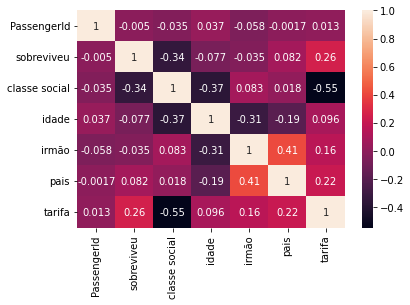 PassengerId 1 -0.005 -0.035 0.037 -0.058 -0.0017 0.013
sobreviveu -0.005 1 -0.34 -0.077 -0.035 0.082 0.26
classe social -0.035 -0.34 1 -0.37 0.083 0.018 -0.55
idade 0.037 -0.077 -0.37 1 -0.31 -0.19 0.096
irmão -0.058 -0.035 0.083 -0.31 1 0.41 0.16
pais -0.0017 0.082 0.018 -0.19 0.41 1 0.22
tarifa 0.013 0.26 -0.55 0.096 0.16 0.22 1
PassengerId sobreviveu classe social idade irmão pais tarifa
1.0
0.8
0.6
0.4
0.2
0.0
−0.2
−0.4